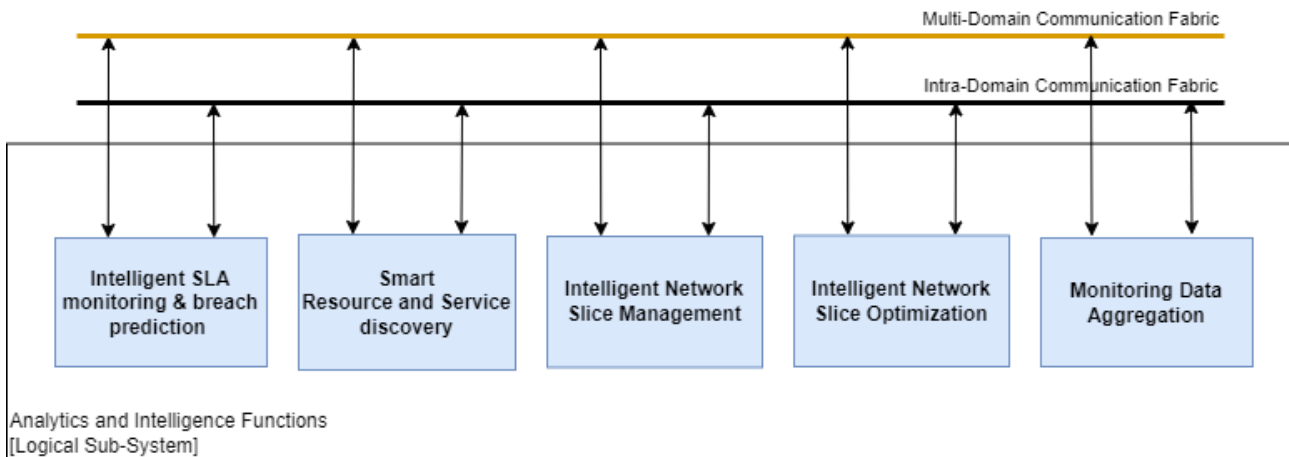 Multi-Domain Communication Fabric
Intra-Domain Communication Fabric
Intelligent SLA
monitoring & breach
prediction
Smart
Resource and Service
discovery
Intelligent Network
Slice Management
Intelligent Network
Slice Optimization
Monitoring Data
Aggregation
Analytics and Intelligence Functions
[Logical Sub-System]